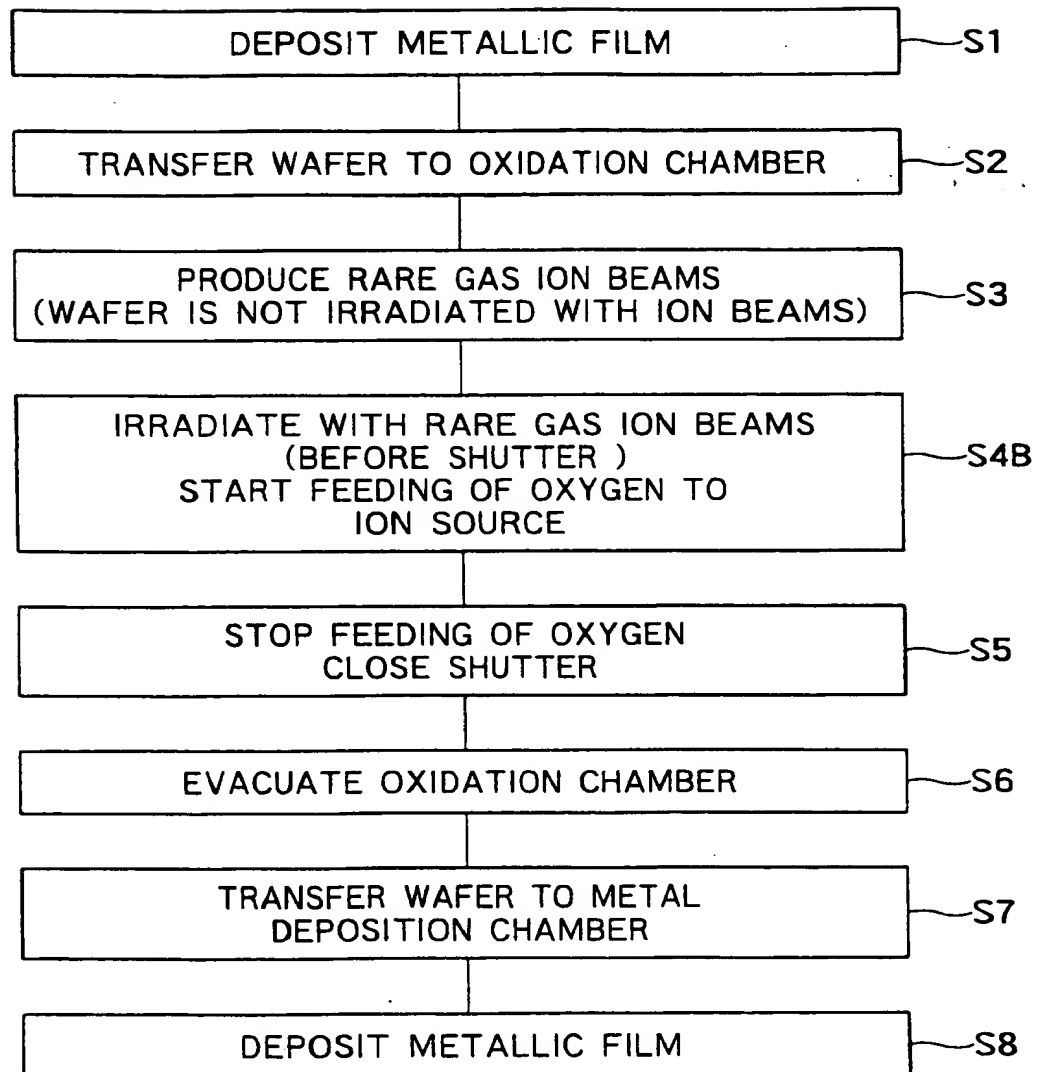 DEPOSIT METALLIC FILM
S1
TRANSFER WAFER TO OXIDATION CHAMBER
S2
PRODUCE RARE GAS ION BEAMS
(WAFER IS NOT IRRADIATED WITH ION BEAMS)
S3
IRRADIATE WITH RARE GAS ION BEAMS
(BEFORE SHUTTER )
START FEEDING OF OXYGEN TO
ION SOURCE
S4B
STOP FEEDING OF OXYGEN
CLOSE SHUTTER
S5
EVACUATE OXIDATION CHAMBER
S6
TRANSFER WAFER TO METAL
DEPOSITION CHAMBER
S7
DEPOSIT METALLIC FILM
S8